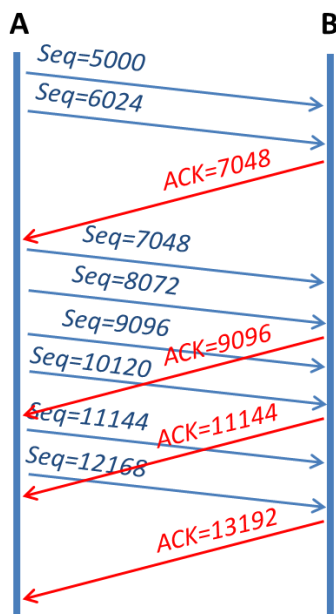 A B
Seq=5000
Seq=6024
ACK=7048
Seq=7048
Seq=8072
Seq=9096
ACK=9096
Seq=10120
Seq=11144
ACK=11144
Seq=12168
ACK=13192